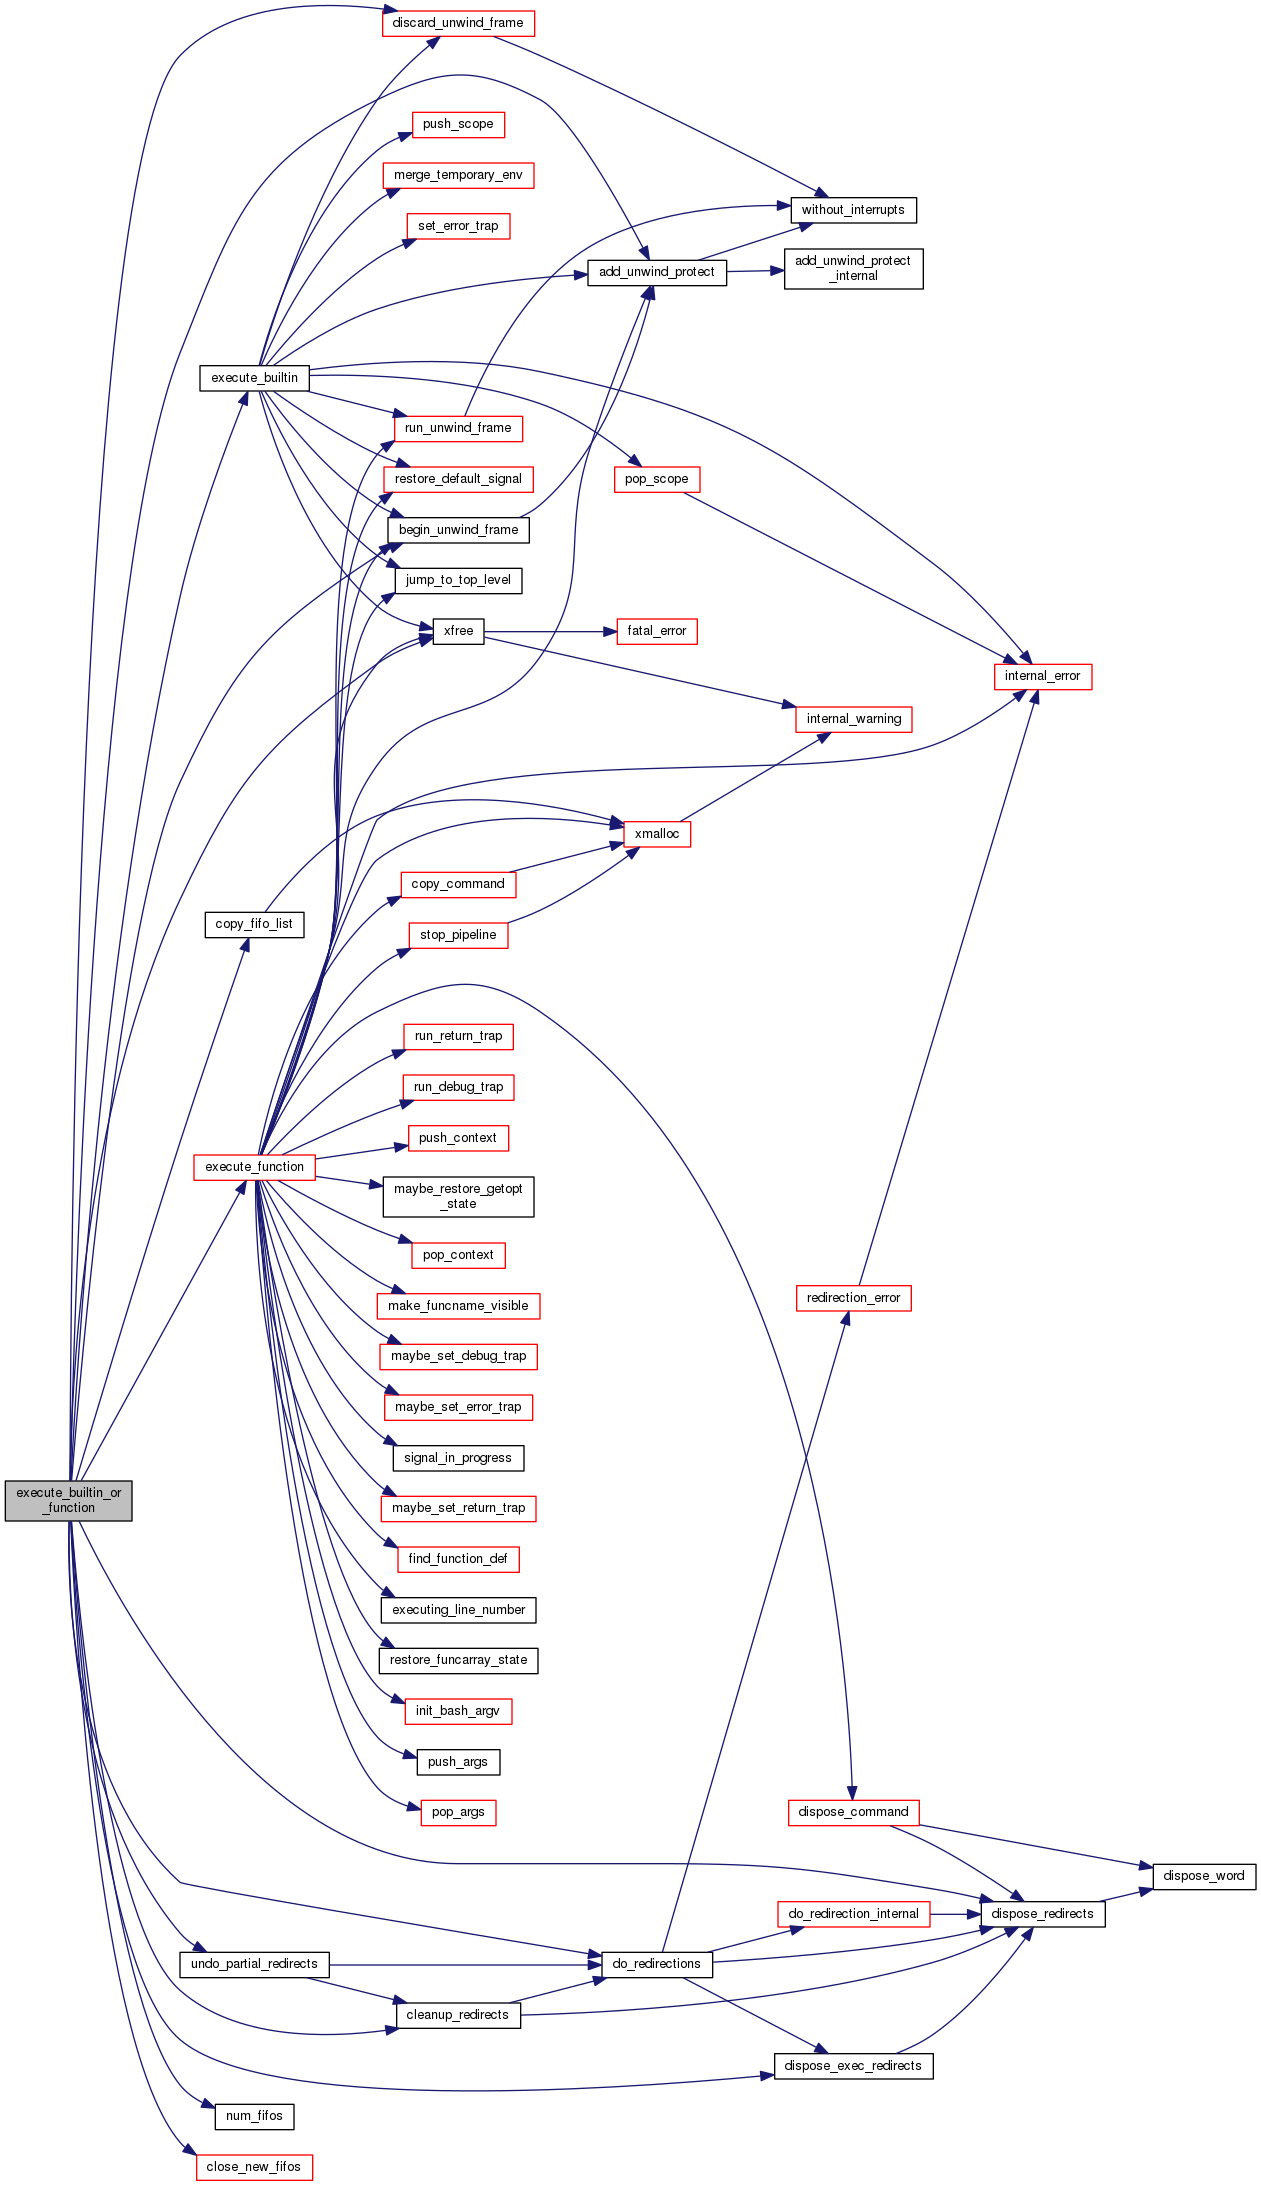 discard_unwind_frame
push_scope
merge_temporary_env
without_interrupts
set_error_trap
add_unwind_protect
_internal
add_unwind_protect
execute_builtin
run_unwind_frame
restore_default_signal
pop_scope
begin_unwind_frame
jump_to_top_level
xfree
fatal_error
internal_error
internal_warning
xmalloc
copy_command
copy_fifo_list
stop_pipeline
run_return_trap
run_debug_trap
push_context
execute_function
maybe_restore_getopt
_state
pop_context
redirection_error
make_funcname_visible
maybe_set_debug_trap
maybe_set_error_trap
signal_in_progress
execute_builtin_or
_function
maybe_set_return_trap
find_function_def
executing_line_number
restore_funcarray_state
init_bash_argv
push_args
pop_args
dispose_command
dispose_word
do_redirection_internal
dispose_redirects
undo_partial_redirects
do_redirections
cleanup_redirects
dispose_exec_redirects
num_fifos
close_new_fifos